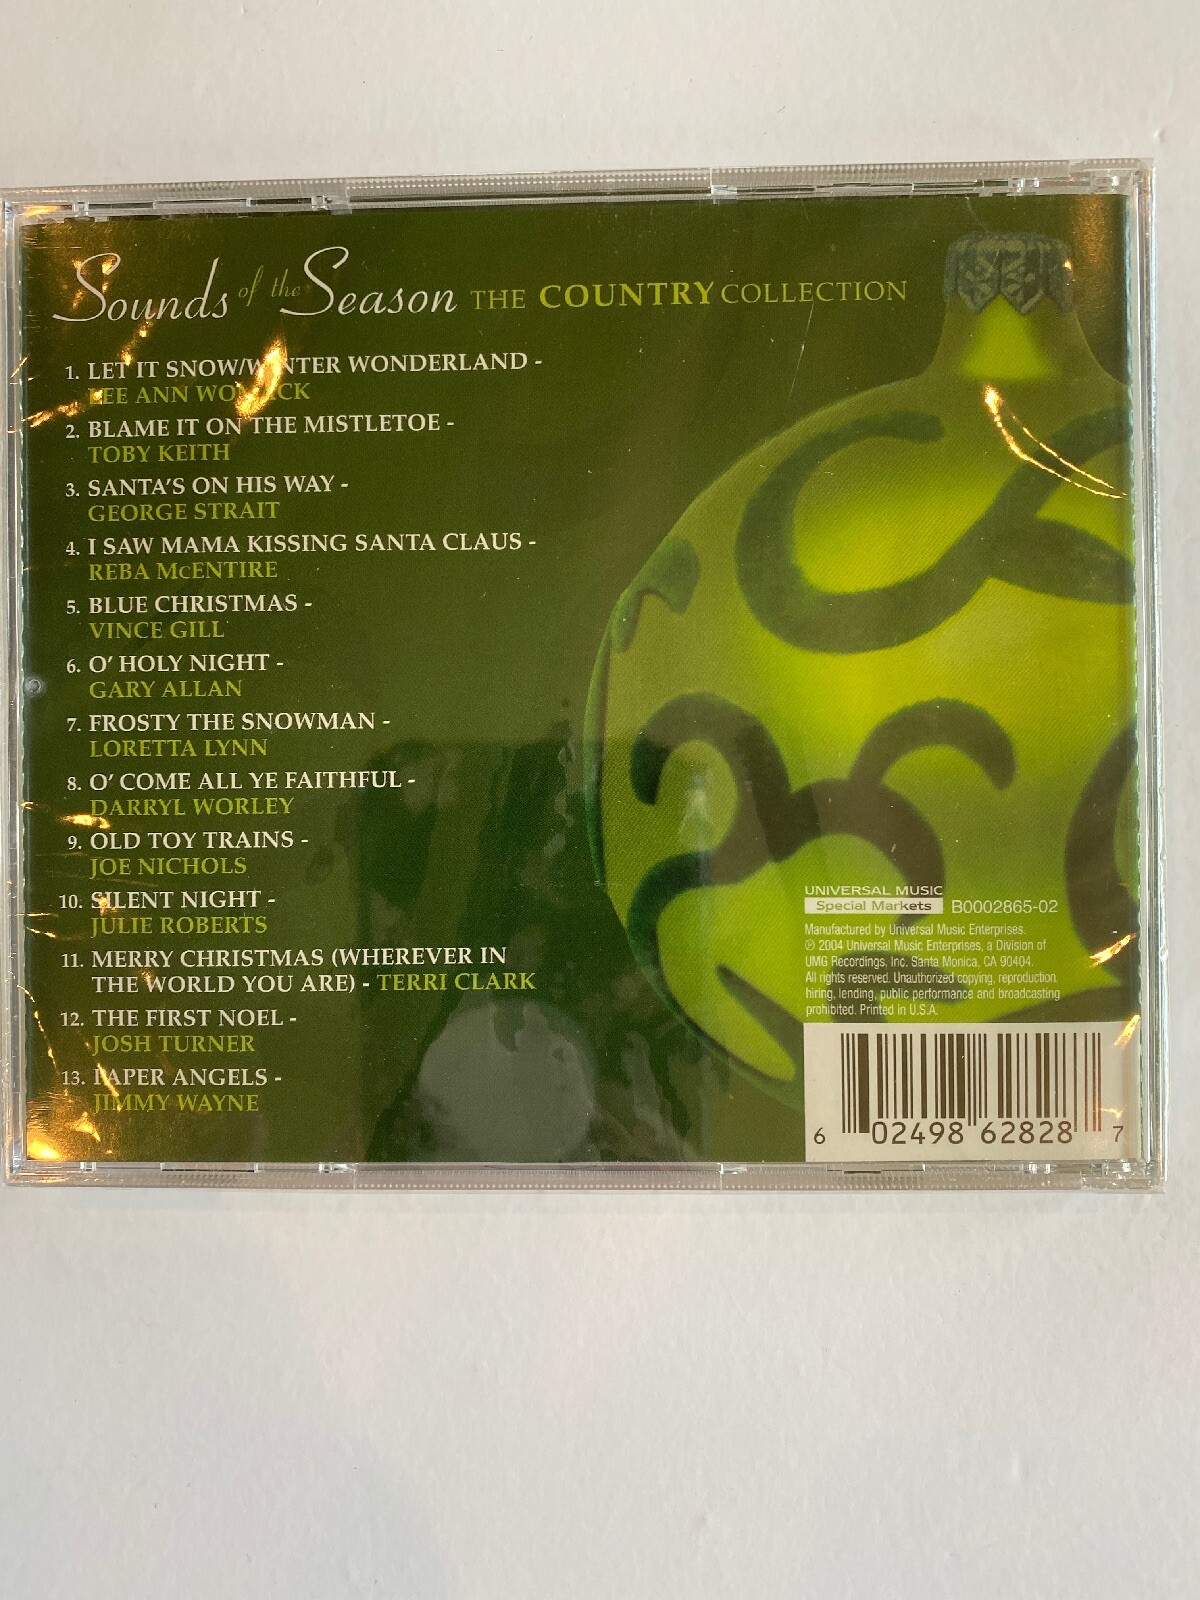 Sounds of the Season THE COUNTRY COLLECTION
1. LET IT SNOW/WINTER WONDERLAND -
LEE ANN WOMACK
2. BLAME IT ON THE MISTLETOE -
TOBY KEITH
3. SANTA'S ON HIS WAY -
GEORGE STRAIT
4. I SAW MAMA KISSING SANTA CLAUS -
REBA McENTIRE
5. BLUE CHRISTMAS -
VINCE GILL
6. O' HOLY NIGHT -
GARY ALLAN
7. FROSTY THE SNOWMAN -
LORETTA LYNN
8. O' COME ALL YE FAITHFUL -
DARRYL WORLEY
9. OLD TOY TRAINS -
JOE NICHOLS
10. SILENT NIGHT -
JULIE ROBERTS
11. MERRY CHRISTMAS (WHEREVER IN
THE WORLD YOU ARE) - TERRI CLARK
12. THE FIRST NOEL -
JOSH TURNER
13. PAPER ANGELS -
JIMMY WAYNE
UNIVERSAL MUSIC
Special Markets B0002865-02
Manufactured by Universal Music Enterprises.
℗ 2004 Universal Music Enterprises, a Division of
UMG Recordings, Inc. Santa Monica, CA 90404.
All rights reserved. Unauthorized copying, reproduction,
hiring, lending, public performance and broadcasting
prohibited. Printed in U.S.A.
6 02498 62828 7